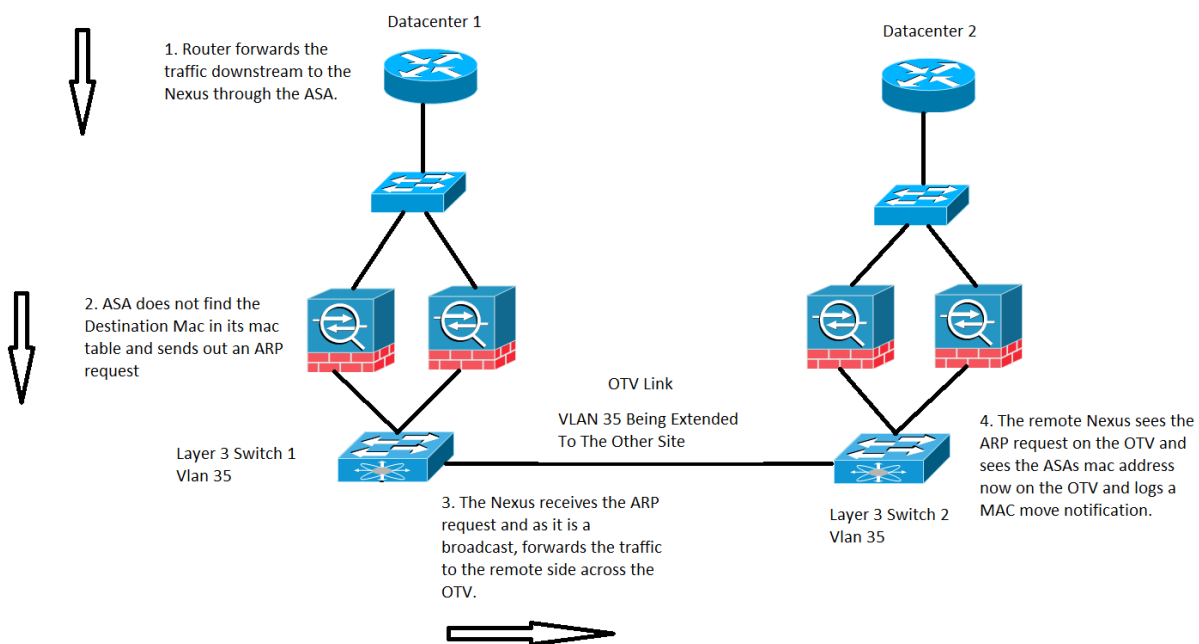 Datacenter 1
Datacenter 2
1. Router forwards the
traffic downstream to the
Nexus through the ASA.
2. ASA does not find the
Destination Mac in its mac
table and sends out an ARP
request
OTV Link
VLAN 35 Being Extended
To The Other Site
Layer 3 Switch 1
Vlan 35
3. The Nexus receives the ARP
request and as it is a
broadcast, forwards the traffic
to the remote side across the
OTV.
4. The remote Nexus sees the
ARP request on the OTV and
sees the ASAs mac address
now on the OTV and logs a
MAC move notification.
Layer 3 Switch 2
Vlan 35